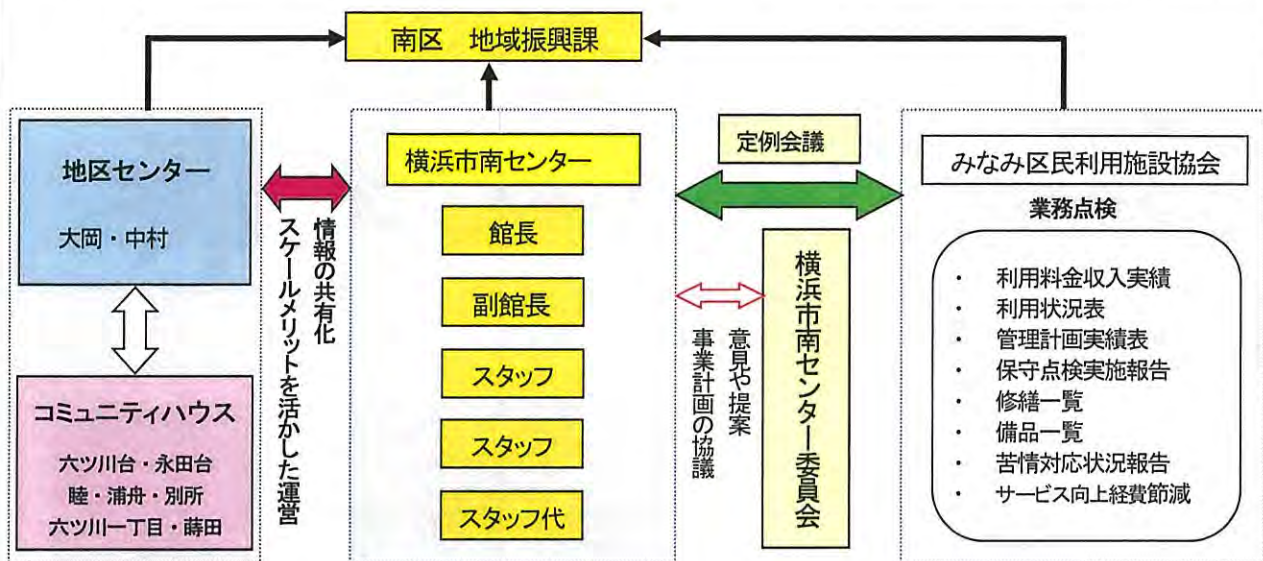 南区 地域振興課
地区センター
大岡・中村
コミュニティハウス
六ツ川台・永田台
睦・浦舟・別所
六ツ川一丁目・蒔田
情報の共有化
スケールメリットを活かした運営
横浜市南センター
館長
副館長
スタッフ
スタッフ
スタッフ代
定例会議
意見や提案
事業計画の協議
横浜市南センター委員会
みなみ区民利用施設協会
業務点検
・ 利用料金収入実績
・ 利用状況表
・ 管理計画実績表
・ 保守点検実施報告
・ 修繕一覧
・ 備品一覧
・ 苦情対応状況報告
・ サービス向上経費節減